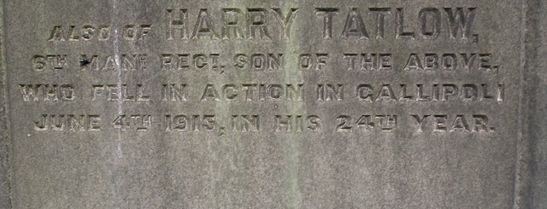 ALSO OF HARRY TATLOW,
6TH MANR REGT, SON OF THE ABOVE,
WHO FELL IN ACTION IN GALLIPOLI
JUNE 4TH 1915, IN HIS 24TH YEAR.